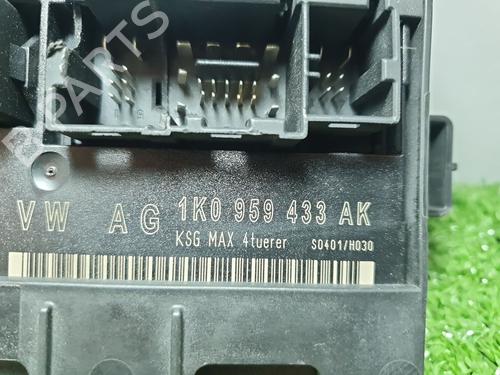 B-PARTS
VW AG 1K0 959 433 AK
KSG MAX 4tuerer S0401/H030